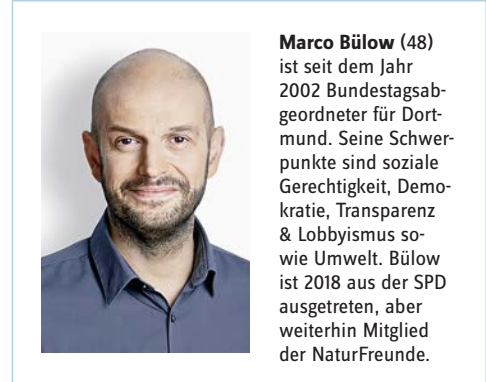 Marco Bülow (48)
ist seit dem Jahr
2002 Bundestagsab-
geordneter für Dort-
mund. Seine Schwer-
punkte sind soziale
Gerechtigkeit, Demo-
kratie, Transparenz
& Lobbyismus so-
wie Umwelt. Bülow
ist 2018 aus der SPD
ausgetreten, aber
weiterhin Mitglied
der NaturFreunde.